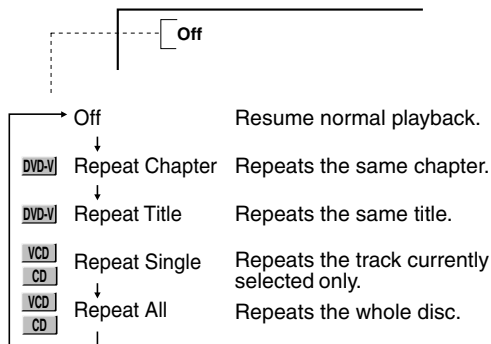 Off
Off Resume normal playback.
DVD-V Repeat Chapter Repeats the same chapter.
DVD-V Repeat Title Repeats the same title.
VCD
CD
Repeat Single Repeats the track currently
selected only.
VCD
CD
Repeat All Repeats the whole disc.